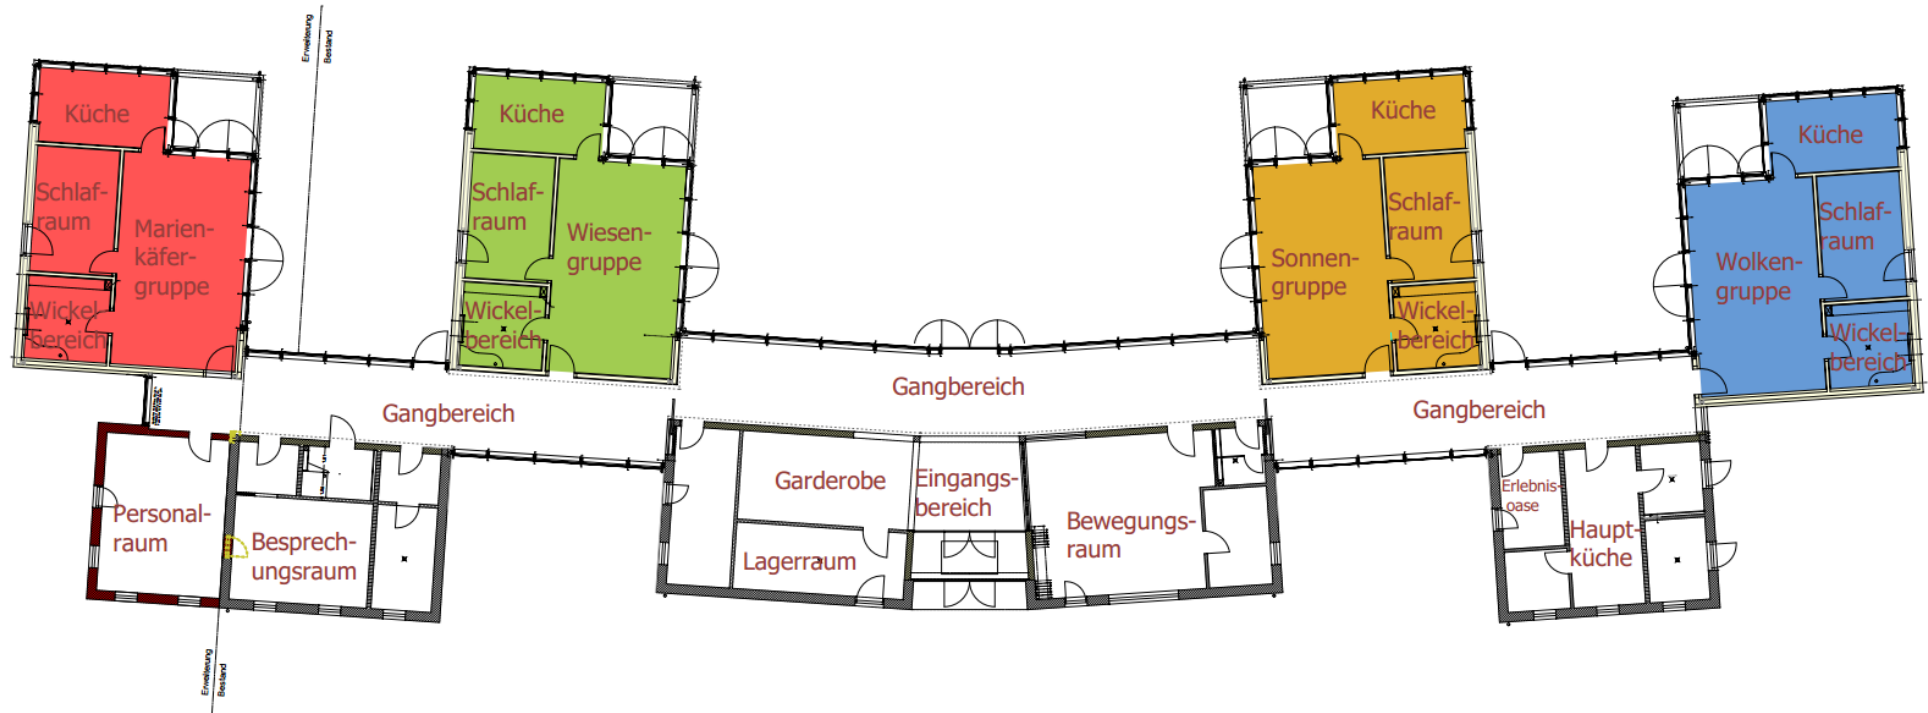 Erweiterung
Bestand
Küche
Schlaf-
raum
Marien-
käfer-
gruppe
Wickel-
bereich
Küche
Schlaf-
raum
Wiesen-
gruppe
Wickel-
bereich
Küche
Schlaf-
raum
Sonnen-
gruppe
Wickel-
bereich
Küche
Schlaf-
raum
Wolken-
gruppe
Wickel-
bereich
Gangbereich
Gangbereich
Gangbereich
Personal-
raum
Besprech-
ungsraum
Garderobe
Lagerraum
Eingangs-
bereich
Bewegungs-
raum
Erlebnis-
oase
Haupt-
küche
Erweiterung
Bestand